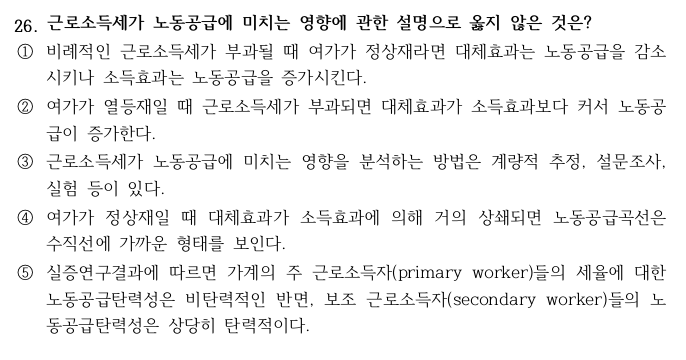 26. 근로소득세가 노동공급에 미치는 영향에 관한 설명으로 옳지 않은 것은?
① 비례적인 근로소득세가 부과될 때 여가가 정상재라면 대체효과는 노동공급을 감소
시키나 소득효과는 노동공급을 증가시킨다.
② 여가가 열등재일 때 근로소득세가 부과되면 대체효과가 소득효과보다 커서 노동공
급이 증가한다.
③ 근로소득세가 노동공급에 미치는 영향을 분석하는 방법은 계량적 추정, 설문조사,
실험 등이 있다.
④ 여가가 정상재일 때 대체효과가 소득효과에 의해 거의 상쇄되면 노동공급곡선은
수직선에 가까운 형태를 보인다.
⑤ 실증연구결과에 따르면 가계의 주 근로소득자(primary worker)들의 세율에 대한
노동공급탄력성은 비탄력적인 반면, 보조 근로소득자(secondary worker)들의 노
동공급탄력성은 상당히 탄력적이다.